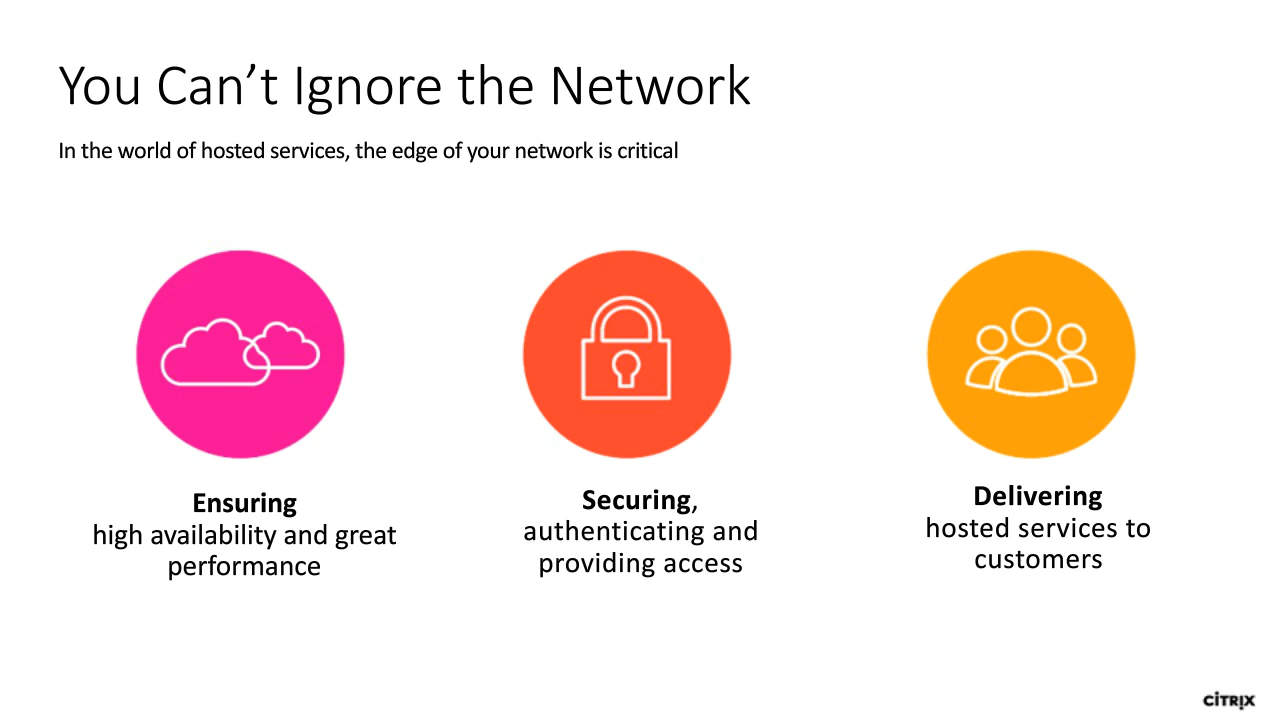 You Can’t Ignore the Network
In the world of hosted services, the edge of your network is critical
Ensuring
high availability and great
performance
Securing,
authenticating and
providing access
Delivering
hosted services to
customers
CITRIX